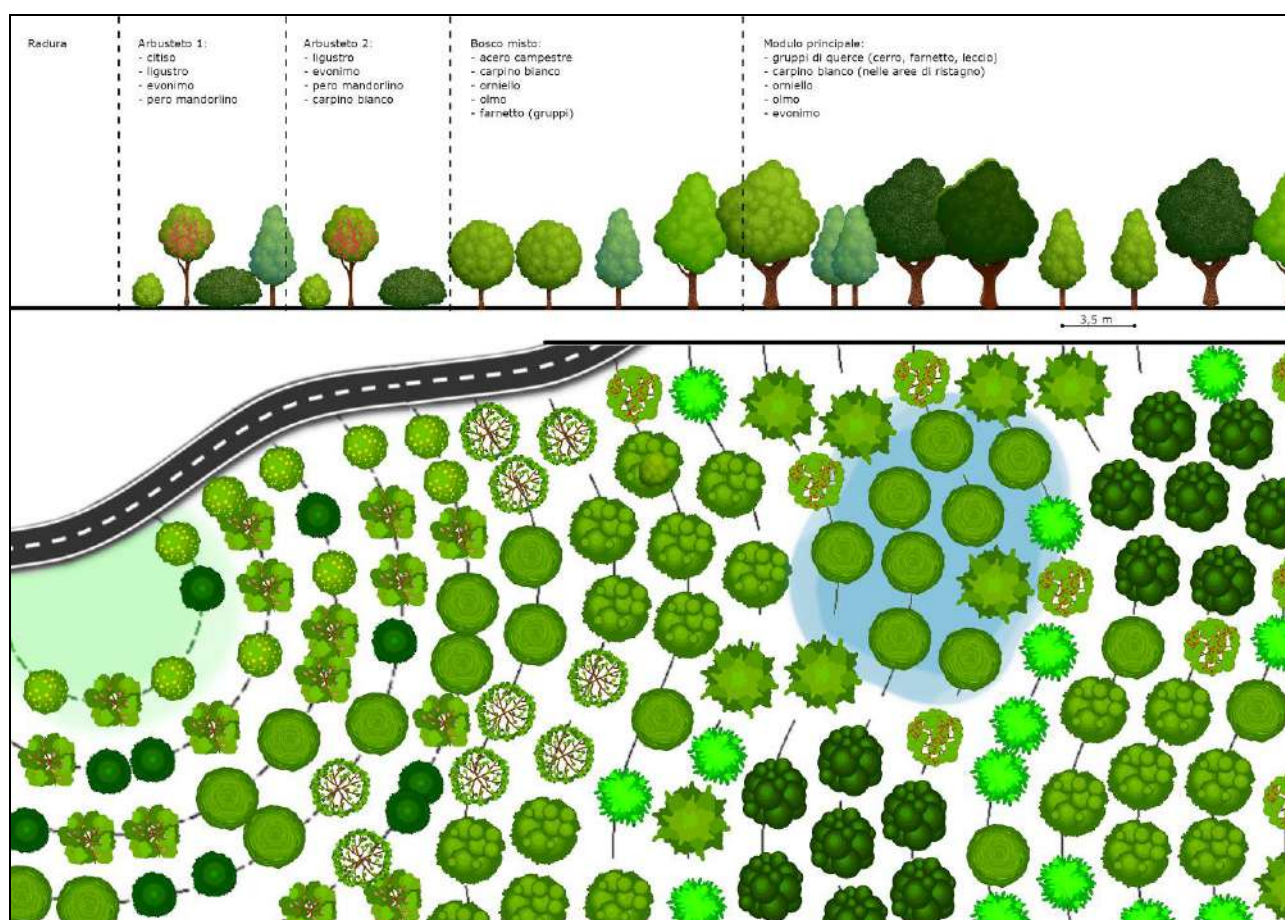 Radura
Arbusteto 1:
- citiso
- ligustro
- evonimo
- pero mandorlino
Arbusteto 2:
- ligustro
- evonimo
- pero mandorlino
- carpino bianco
Bosco misto:
- acero campestre
- carpino bianco
- orniello
- olmo
- farnetto (gruppi)
Modulo principale:
- gruppi di querce (cerro, farnetto, leccio)
- carpino bianco (nelle aree di ristagno)
- orniello
- olmo
- evonimo
3,5 m